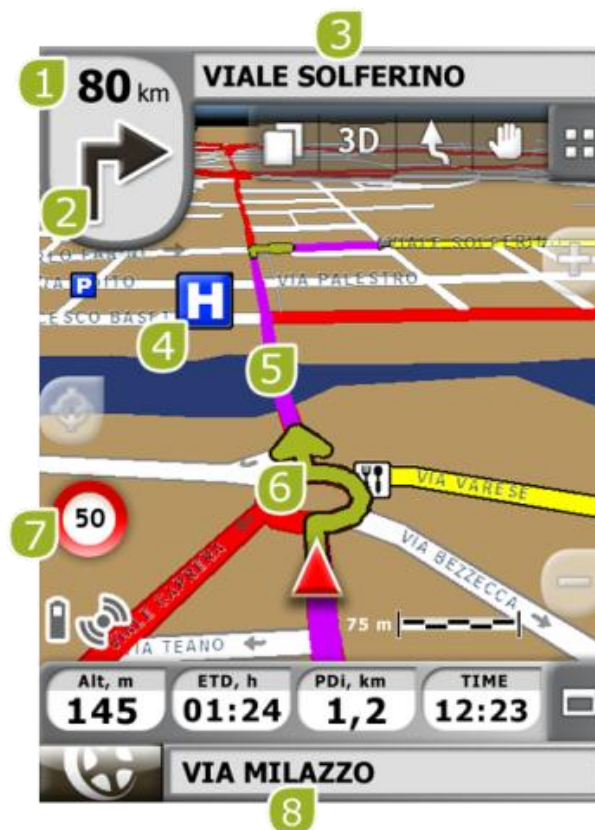 1
80 km
3
VIALE SOLFERINO
2
3D
VIALE SOLFERINO
P
VIA PALESTRO
H
4
5
6
VIA VARESE
7
50
VIA BEZZECCA
75 m
VIA TEANO
Alt, m
145
ETD, h
01:24
PDi, km
1,2
TIME
12:23
VIA MILAZZO
8